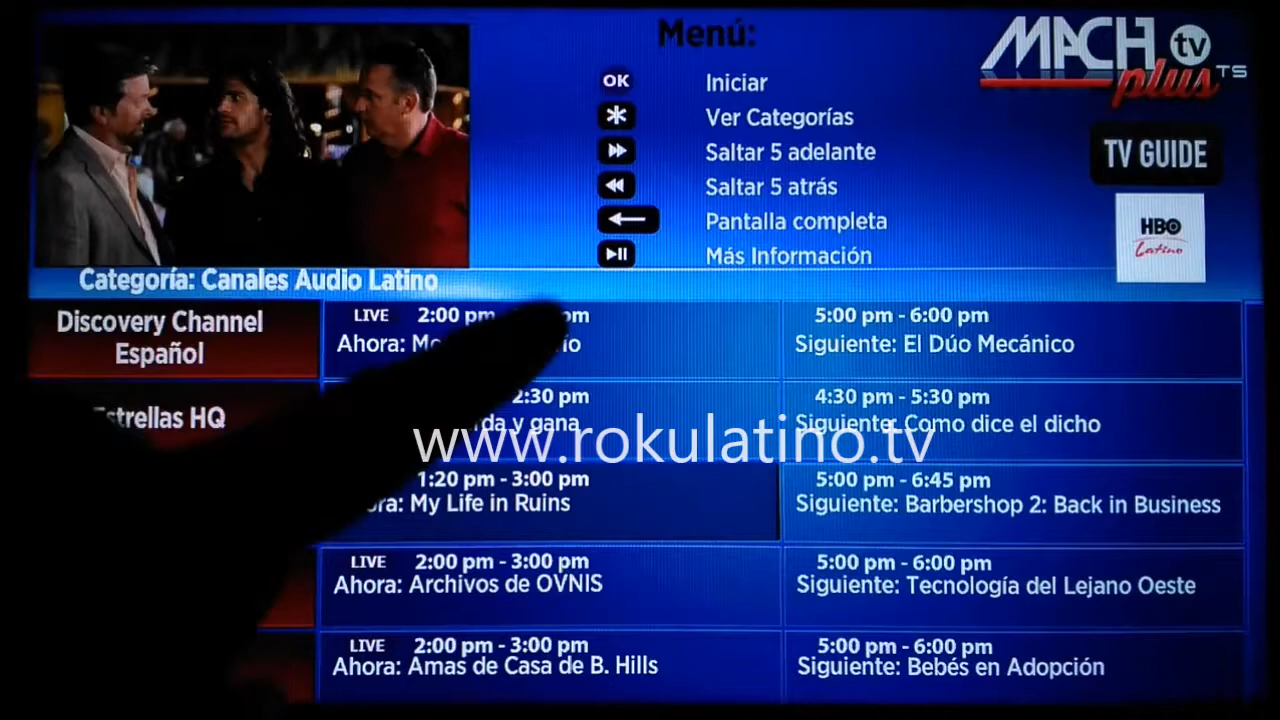 Menú:
MACH tv
plus TS
OK Iniciar
Ver Categorías
Saltar 5 adelante
Saltar 5 atrás
Pantalla completa
Más Información
TV GUIDE
HBO
Latino
Categoría: Canales Audio Latino
Discovery Channel
Español
LIVE 2:00 pm pm
Ahora:
5:00 pm - 6:00 pm
Siguiente: El Dúo Mecánico
Estrellas HQ
2:30 pm
y gana
4:30 pm - 5:30 pm
Siguiente: Como dice el dicho
www.rokulatino.tv
1:20 pm - 3:00 pm
My Life in Ruins
5:00 pm - 6:45 pm
Siguiente: Barbershop 2: Back in Business
LIVE 2:00 pm - 3:00 pm
Ahora: Archivos de OVNIS
5:00 pm - 6:00 pm
Siguiente: Tecnología del Lejano Oeste
LIVE 2:00 pm - 3:00 pm
Ahora: Amas de Casa de B. Hills
5:00 pm - 6:00 pm
Siguiente: Bebés en Adopción